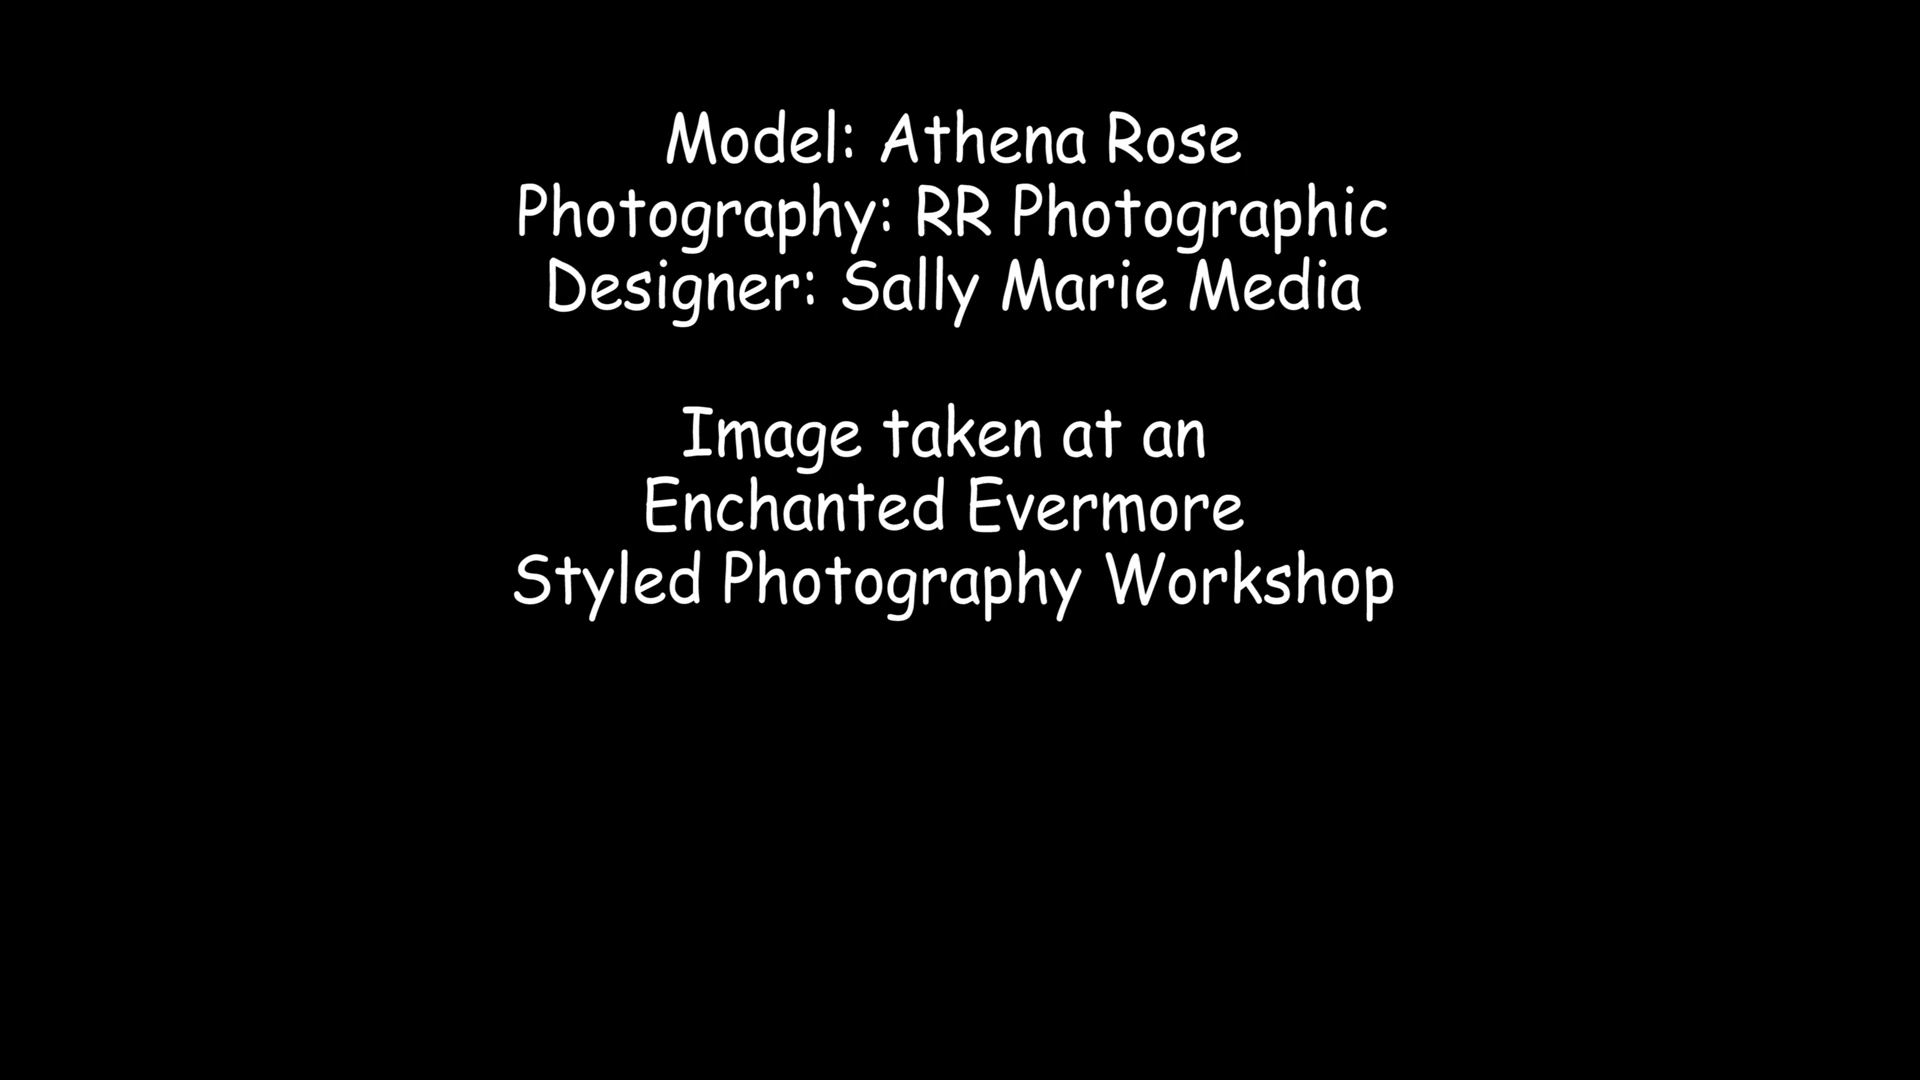 Model: Athena Rose
Photography: RR Photographic
Designer: Sally Marie Media
Image taken at an
Enchanted Evermore
Styled Photography Workshop